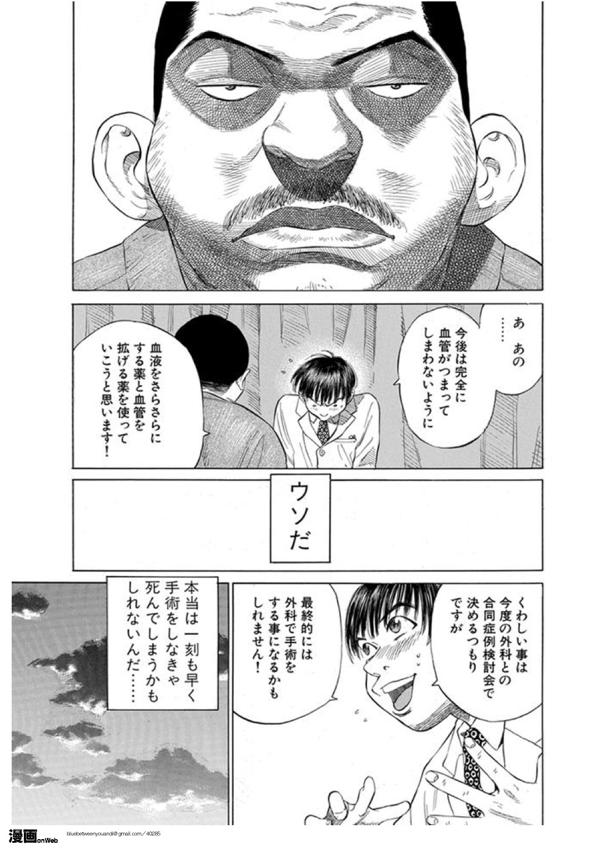 あ　あの
……
今後は完全に
血管がつまって
しまわないように
血液をさらさらに
する薬と血管を
拡げる薬を使って
いこうと思います！
ウソだ
くわしい事は
今度の外科との
合同症例検討会で
決めるつもり
ですが
最終的には
外科で手術を
する事になるかも
しれません！
本当は一刻も早く
手術をしなきゃ
死んでしまうかも
しれないんだ……
漫画 on Web
bluebetweenyouandi@gmail.com／40285